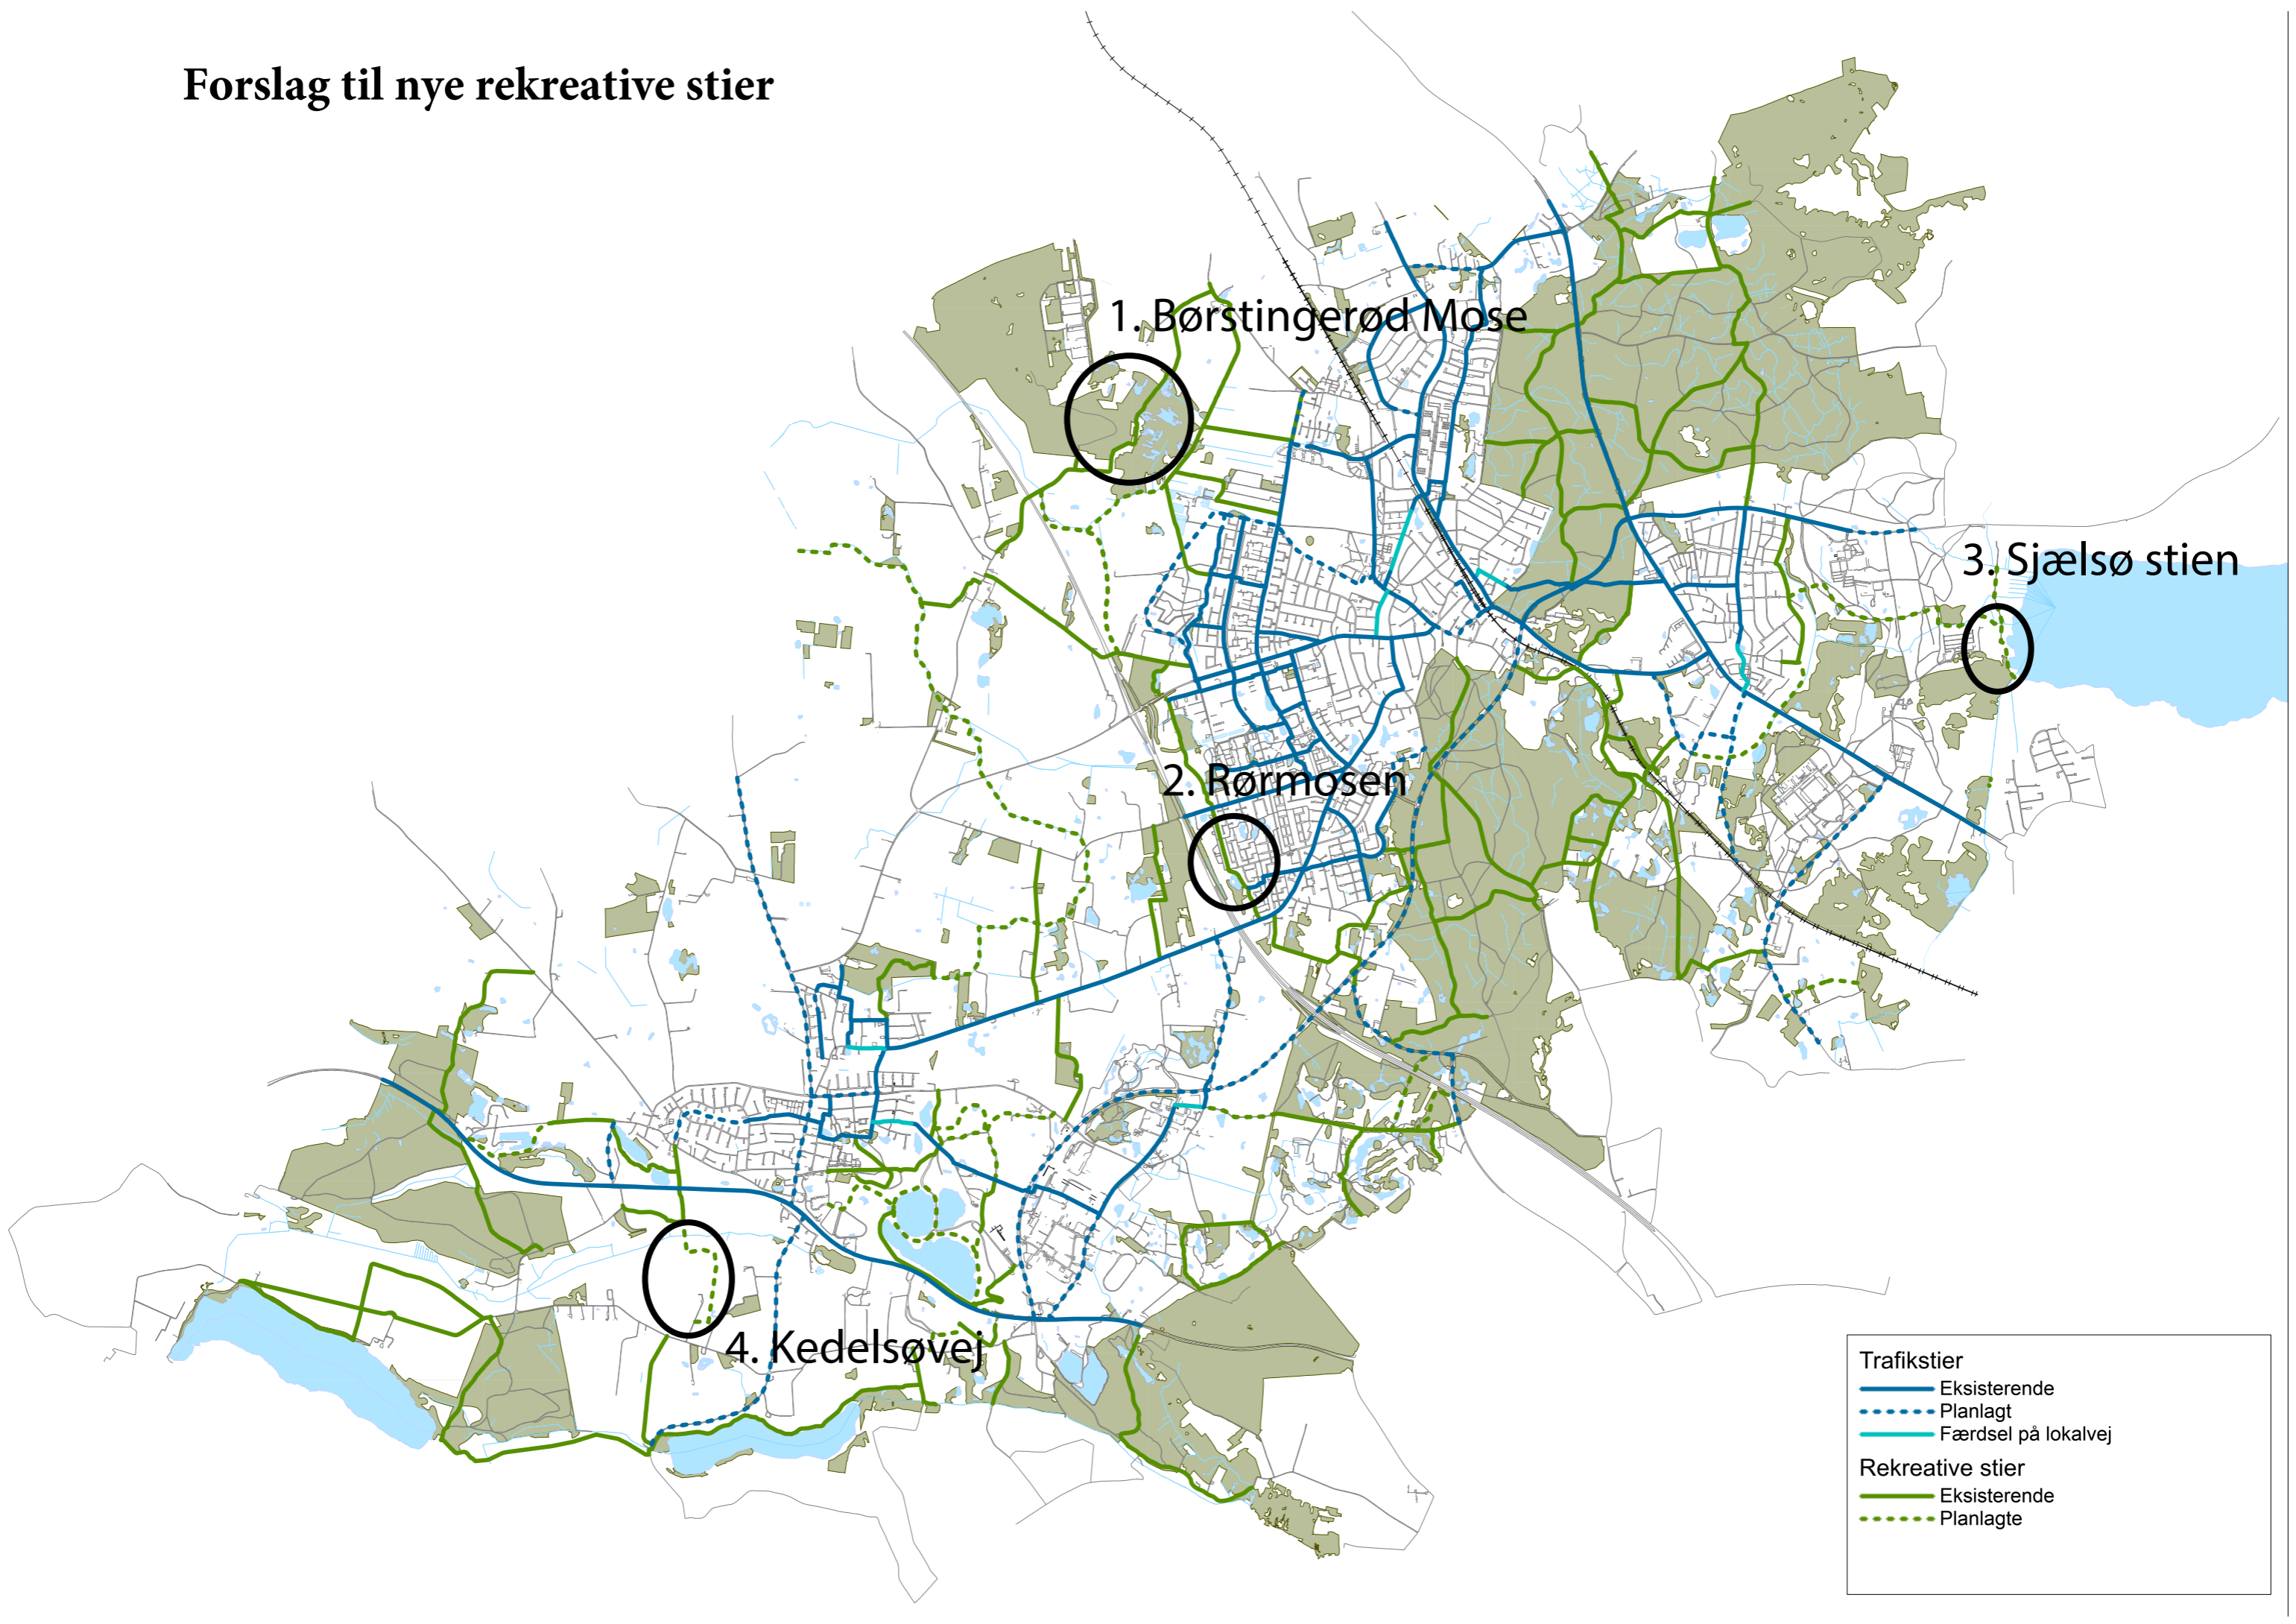 Forslag til nye rekreative stier
1. Børstingerød Mose
3. Sjælsø stien
2. Rørmosen
4. Kedelsøvej
Trafikstier
Eksisterende
Planlagt
Færdsel på lokalvej
Rekreative stier
Eksisterende
Planlagte